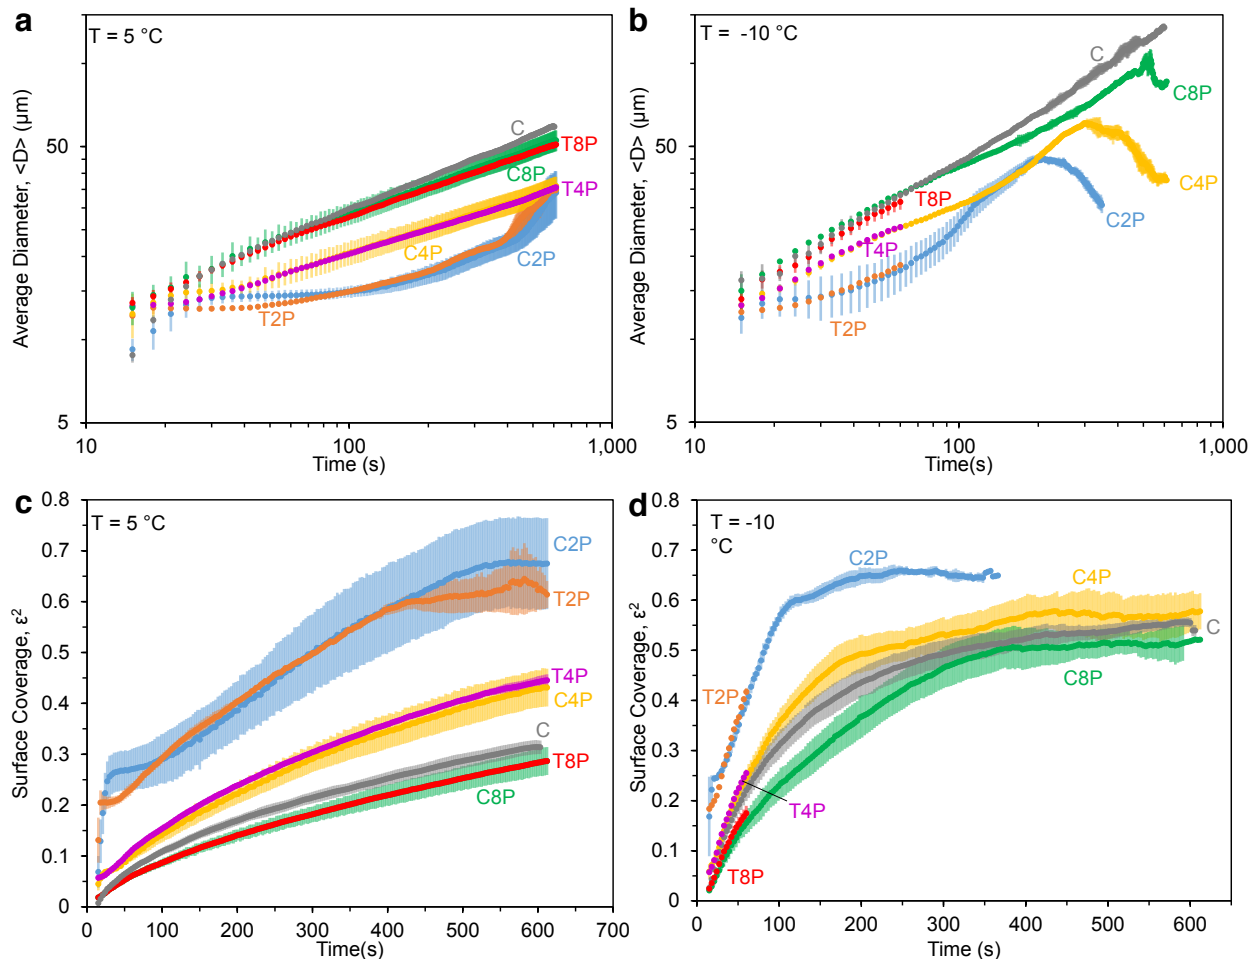 a
T = 5 °C
Average Diameter, <D> (µm)
50
5
10
100
1,000
Time (s)
C
T8P
C8P
T4P
C4P
C2P
T2P
b
T = -10 °C
Average Diameter, <D> (µm)
50
5
10
100
1,000
Time(s)
C
C8P
T8P
C4P
T4P
C2P
T2P
c
T = 5 °C
Surface Coverage, ε²
0.8
0.7
0.6
0.5
0.4
0.3
0.2
0.1
0
0
100
200
300
400
500
600
700
Time(s)
C2P
T2P
T4P
C4P
C
T8P
C8P
d
T = -10
°C
Surface Coverage, ε²
0.8
0.7
0.6
0.5
0.4
0.3
0.2
0.1
0
0
100
200
300
400
500
600
Time (s)
C2P
C4P
C
C8P
T2P
T4P
T8P